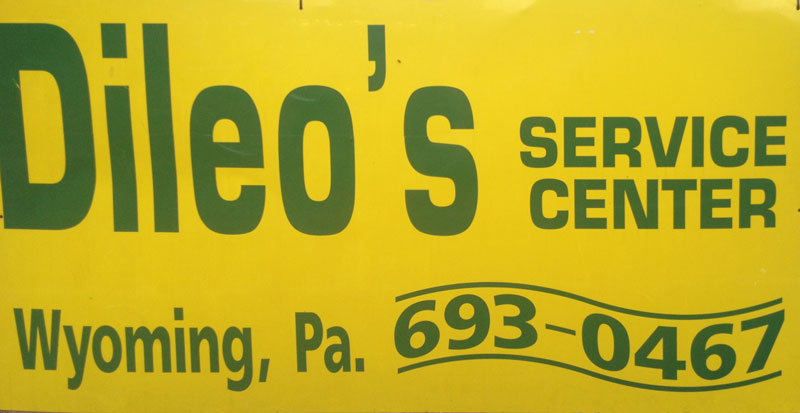 Dileo's
SERVICE
CENTER
Wyoming, Pa. 693-0467